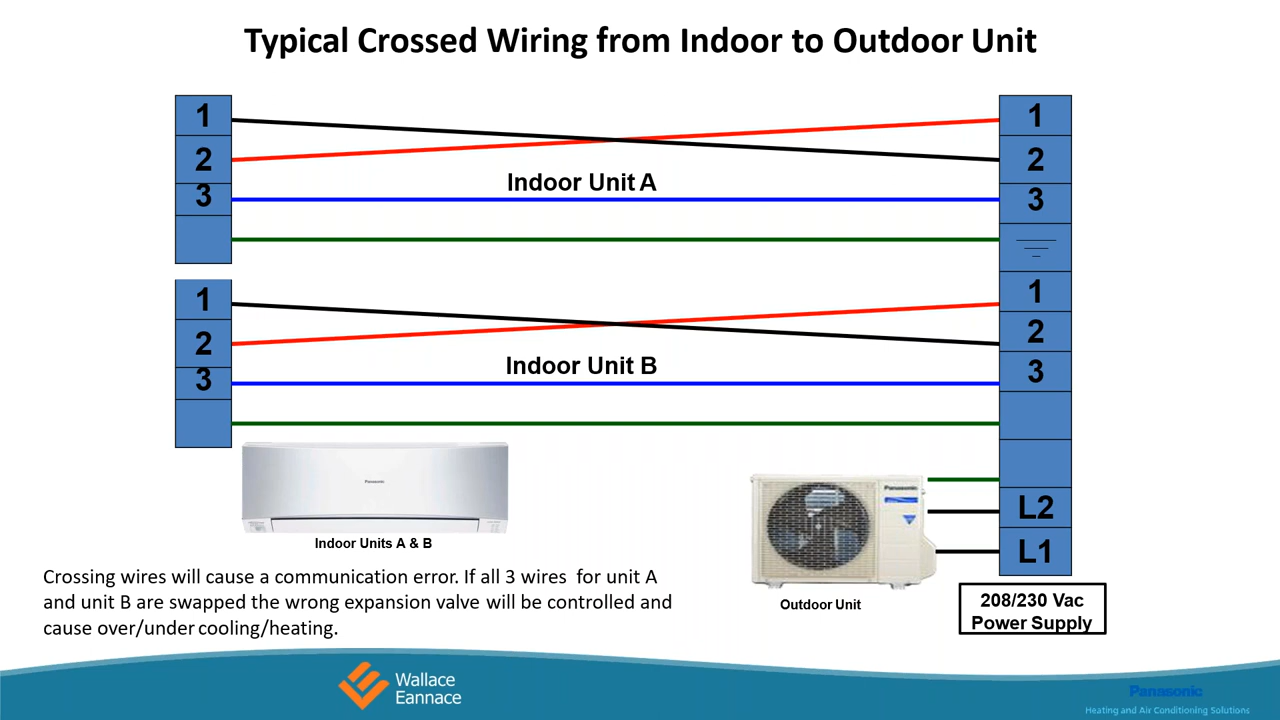 Typical Crossed Wiring from Indoor to Outdoor Unit
1
2
3
Indoor Unit A
1
2
3
1
2
3
Indoor Unit B
1
2
3
L2
L1
Panasonic
Indoor Units A & B
Panasonic
Outdoor Unit
208/230 Vac
Power Supply
Crossing wires will cause a communication error. If all 3 wires for unit A
and unit B are swapped the wrong expansion valve will be controlled and
cause over/under cooling/heating.
Wallace
Eannace
Panasonic
Heating and Air Conditioning Solutions